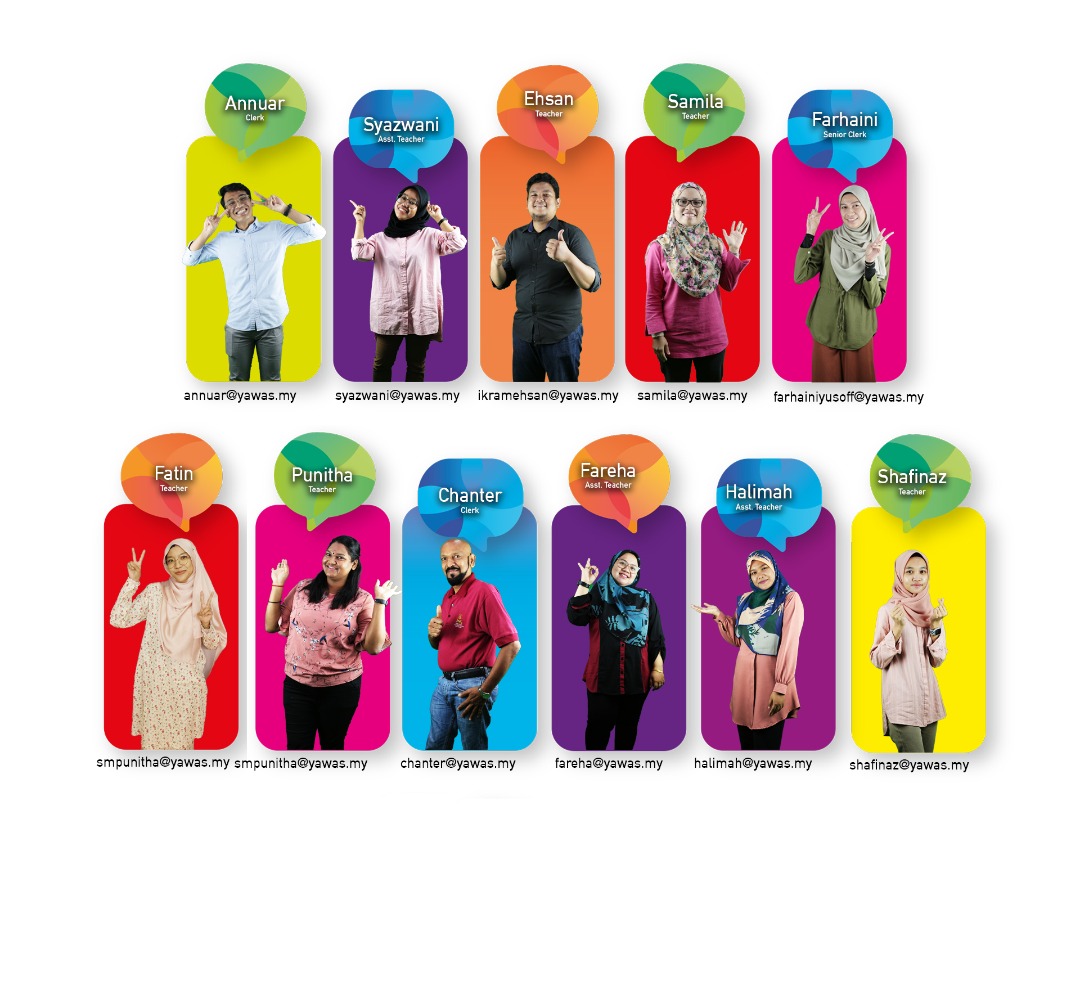 Annuar
Clerk
Syazwani
Asst. Teacher
Ehsan
Teacher
Samila
Teacher
Farhaini
Senior Clerk
annuar@yawas.my
syazwani@yawas.my
ikramehsan@yawas.my
samila@yawas.my
farhainiyusoff@yawas.my
Fatin
Teacher
Punitha
Teacher
Chanter
Clerk
Fareha
Asst. Teacher
Halimah
Asst. Teacher
Shafinaz
Teacher
smpunitha@yawas.my
smpunitha@yawas.my
chanter@yawas.my
fareha@yawas.my
halimah@yawas.my
shafinaz@yawas.my